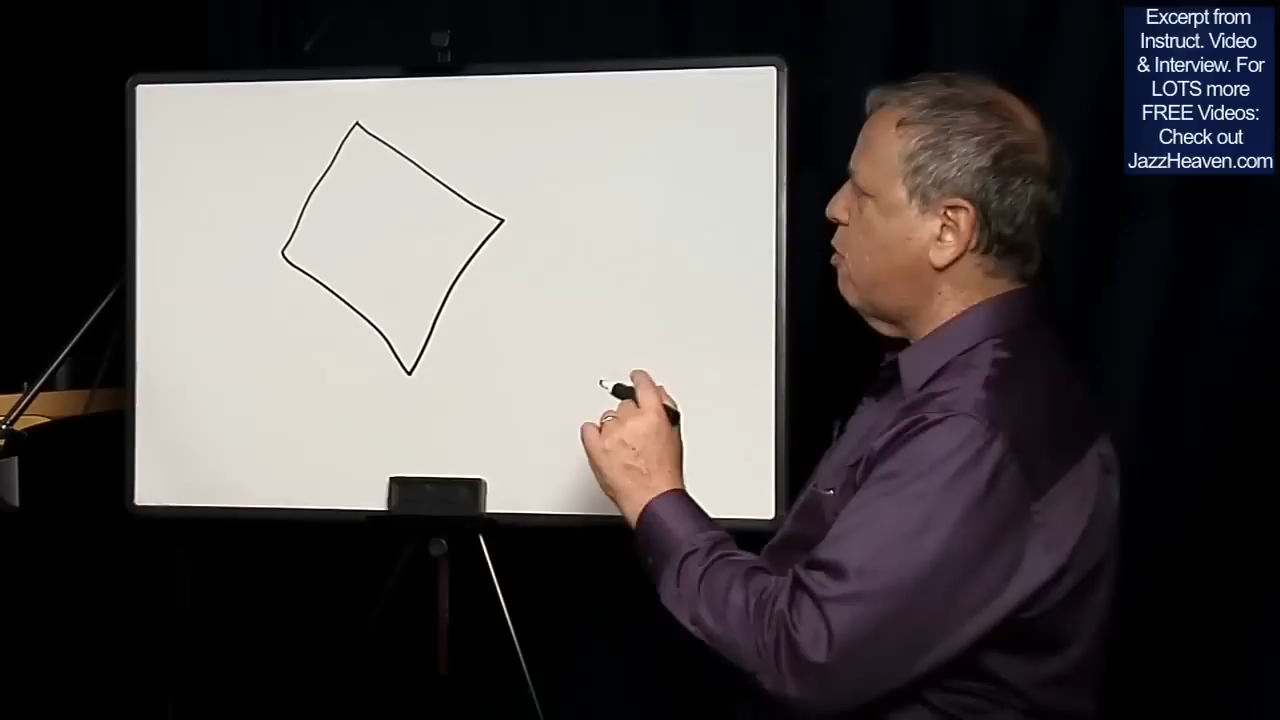 Excerpt from
Instruct. Video
& Interview. For
LOTS more
FREE Videos:
Check out
JazzHeaven.com